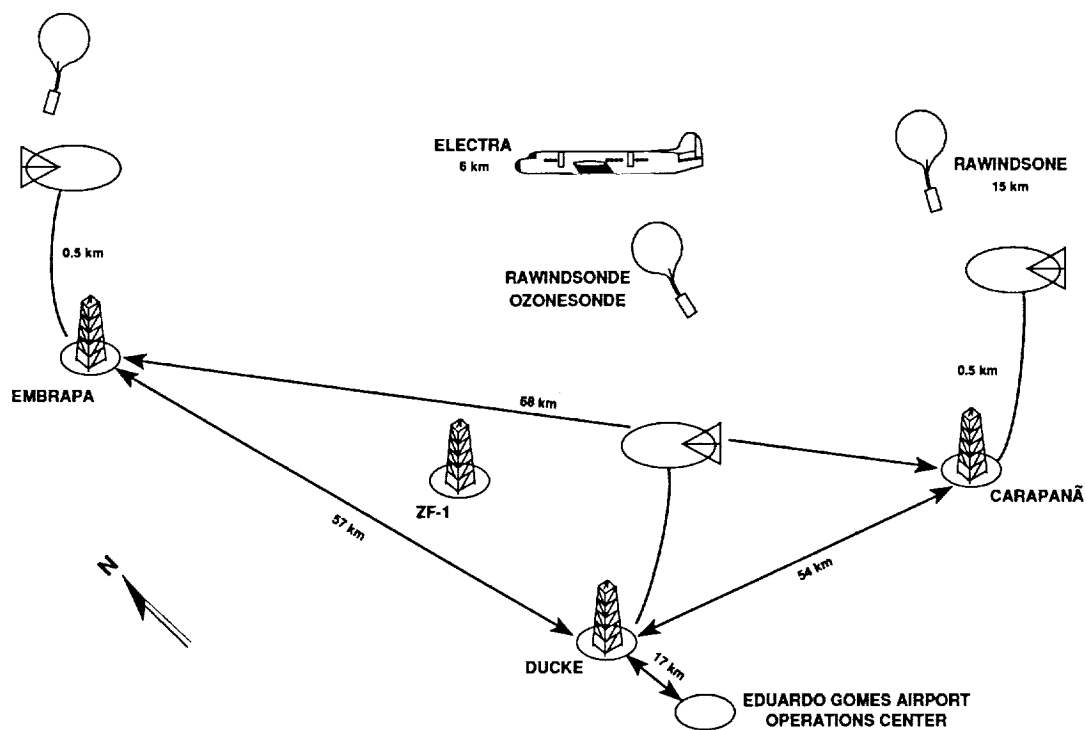 ELECTRA
6 km
RAWINDSONE
15 km
0.5 km
RAWINDSONDE
OZONESONDE
EMBRAPA
68 km
0.5 km
ZF-1
CARAPANÃ
57 km
54 km
N
DUCKE
17 km
EDUARDO GOMES AIRPORT
OPERATIONS CENTER